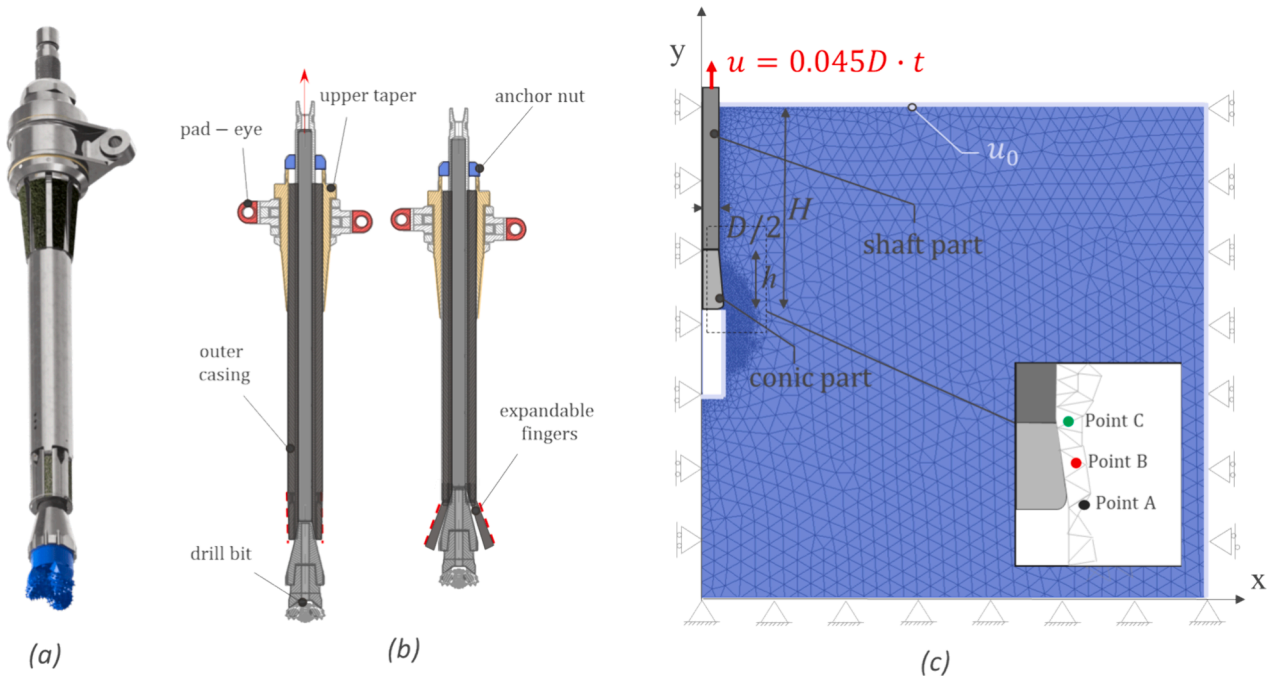 upper taper
pad – eye
anchor nut
outer
casing
expandable
fingers
drill bit
(a)
(b)
y
u = 0.045D · t
u₀
H
D/2
shaft part
h
conic part
Point C
Point B
Point A
x
(c)